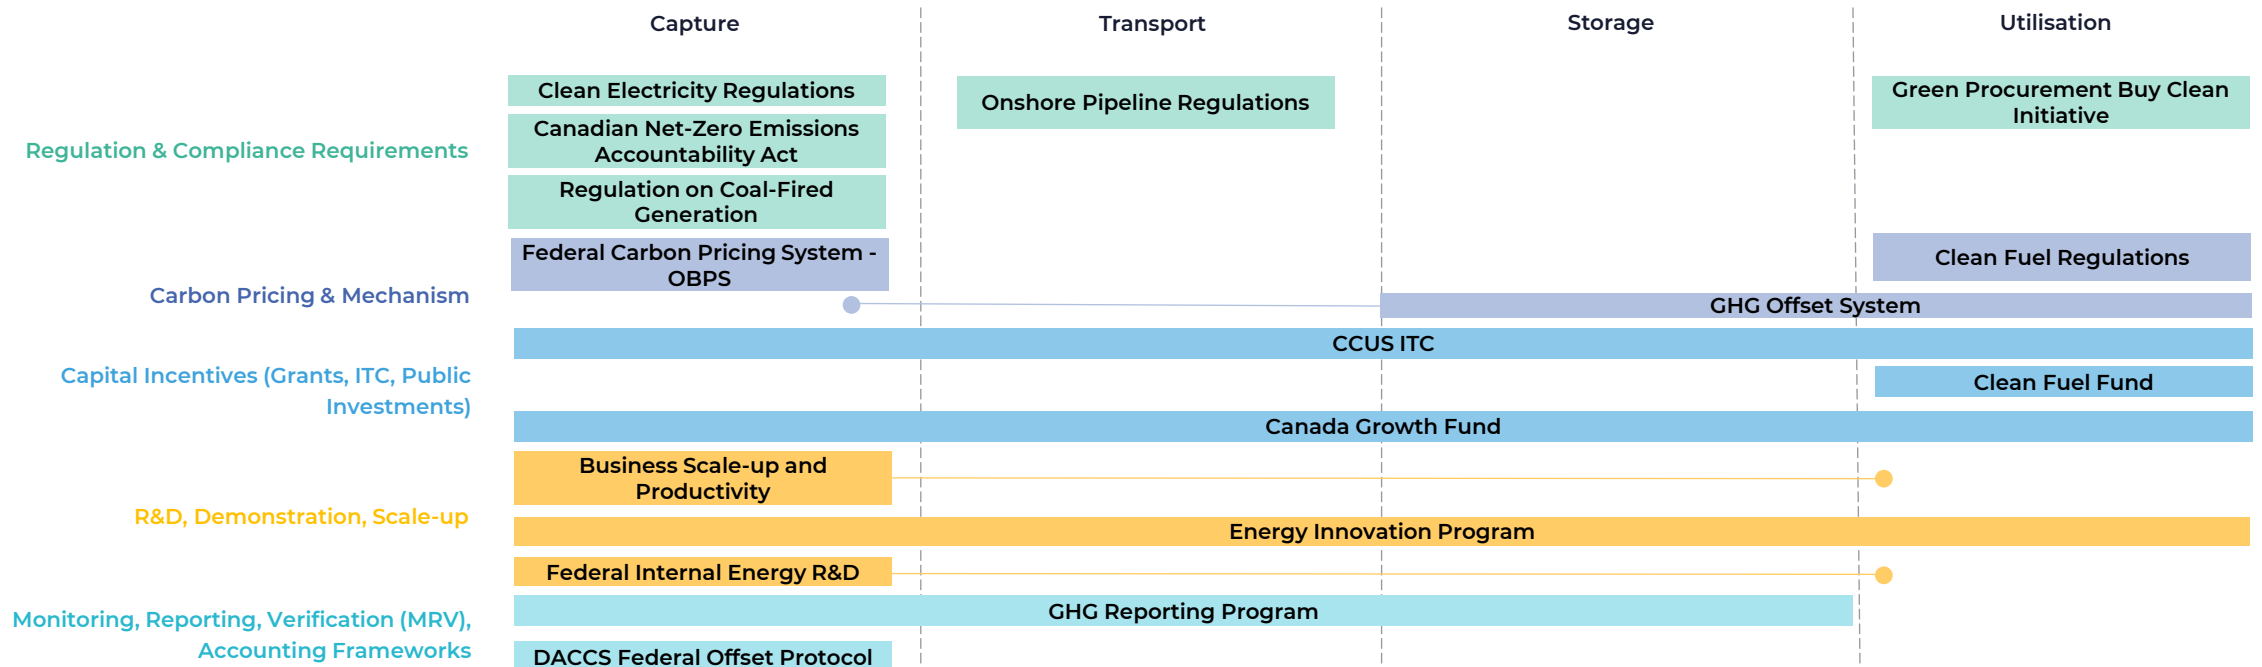 Capture
Transport
Storage
Utilisation
Regulation & Compliance Requirements
Clean Electricity Regulations
Canadian Net-Zero Emissions
Accountability Act
Regulation on Coal-Fired
Generation
Onshore Pipeline Regulations
Green Procurement Buy Clean
Initiative
Carbon Pricing & Mechanism
Federal Carbon Pricing System -
OBPS
Clean Fuel Regulations
GHG Offset System
Capital Incentives (Grants, ITC, Public
Investments)
CCUS ITC
Clean Fuel Fund
Canada Growth Fund
R&D, Demonstration, Scale-up
Business Scale-up and
Productivity
Energy Innovation Program
Federal Internal Energy R&D
Monitoring, Reporting, Verification (MRV),
Accounting Frameworks
GHG Reporting Program
DACCS Federal Offset Protocol